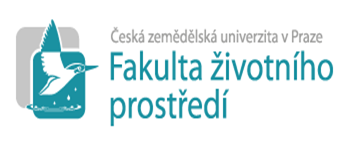 Česká zemědělská univerzita v Praze
Fakulta životního
prostředí